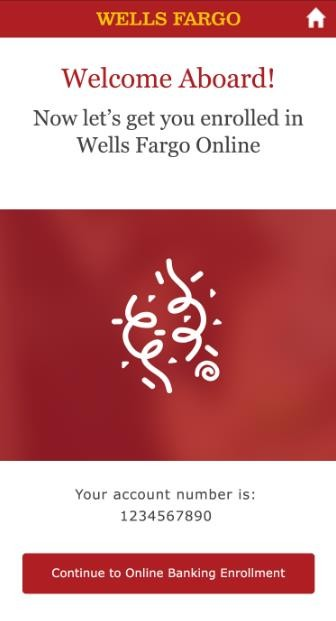 WELLS FARGO
Welcome Aboard!
Now let's get you enrolled in
Wells Fargo Online
Your account number is:
1234567890
Continue to Online Banking Enrollment